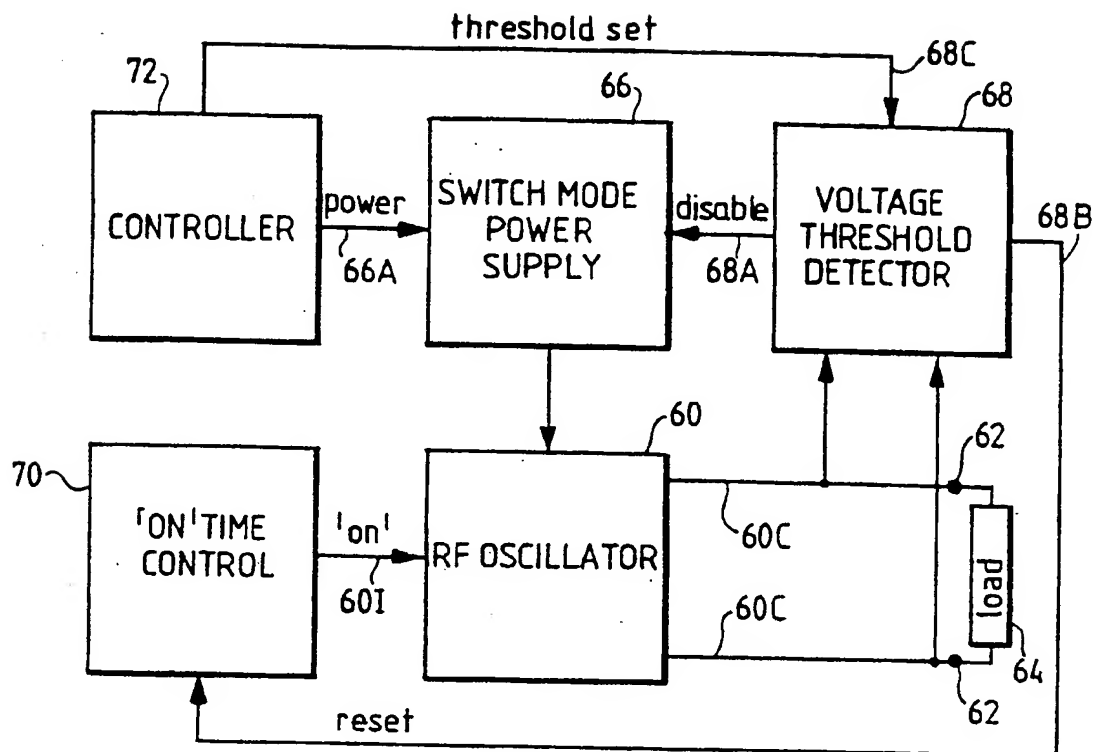 threshold set
68C
72
66
68
CONTROLLER
power
66A
SWITCH MODE
POWER
SUPPLY
disable
68A
VOLTAGE
THRESHOLD
DETECTOR
68B
60
62
70
'ON' TIME
CONTROL
'on'
60I
RF OSCILLATOR
60C
60C
load
64
62
reset